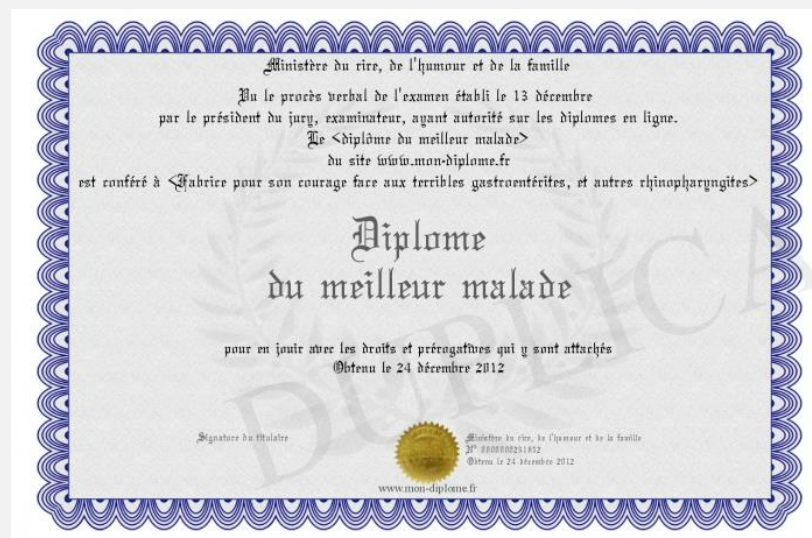 Ministère du rire, de l'humour et de la famille
Vu le procès verbal de l'examen établi le 13 décembre
par le président du jury, examinateur, ayant autorité sur les diplomes en ligne.
Le <diplôme du meilleur malade>
du site www.mon-diplome.fr
est conféré à <Fabrice pour son courage face aux terribles gastroentérites, et autres rhinopharyngites>
Diplome
du meilleur malade
pour en jouir avec les droits et prérogatives qui y sont attachés
Obtenu le 24 décembre 2012
Signature du titulaire
Ministère du rire, de l'humour et de la famille
N° 0000000231852
Obtenu le 24 décembre 2012
www.mon-diplome.fr
DUPLICA